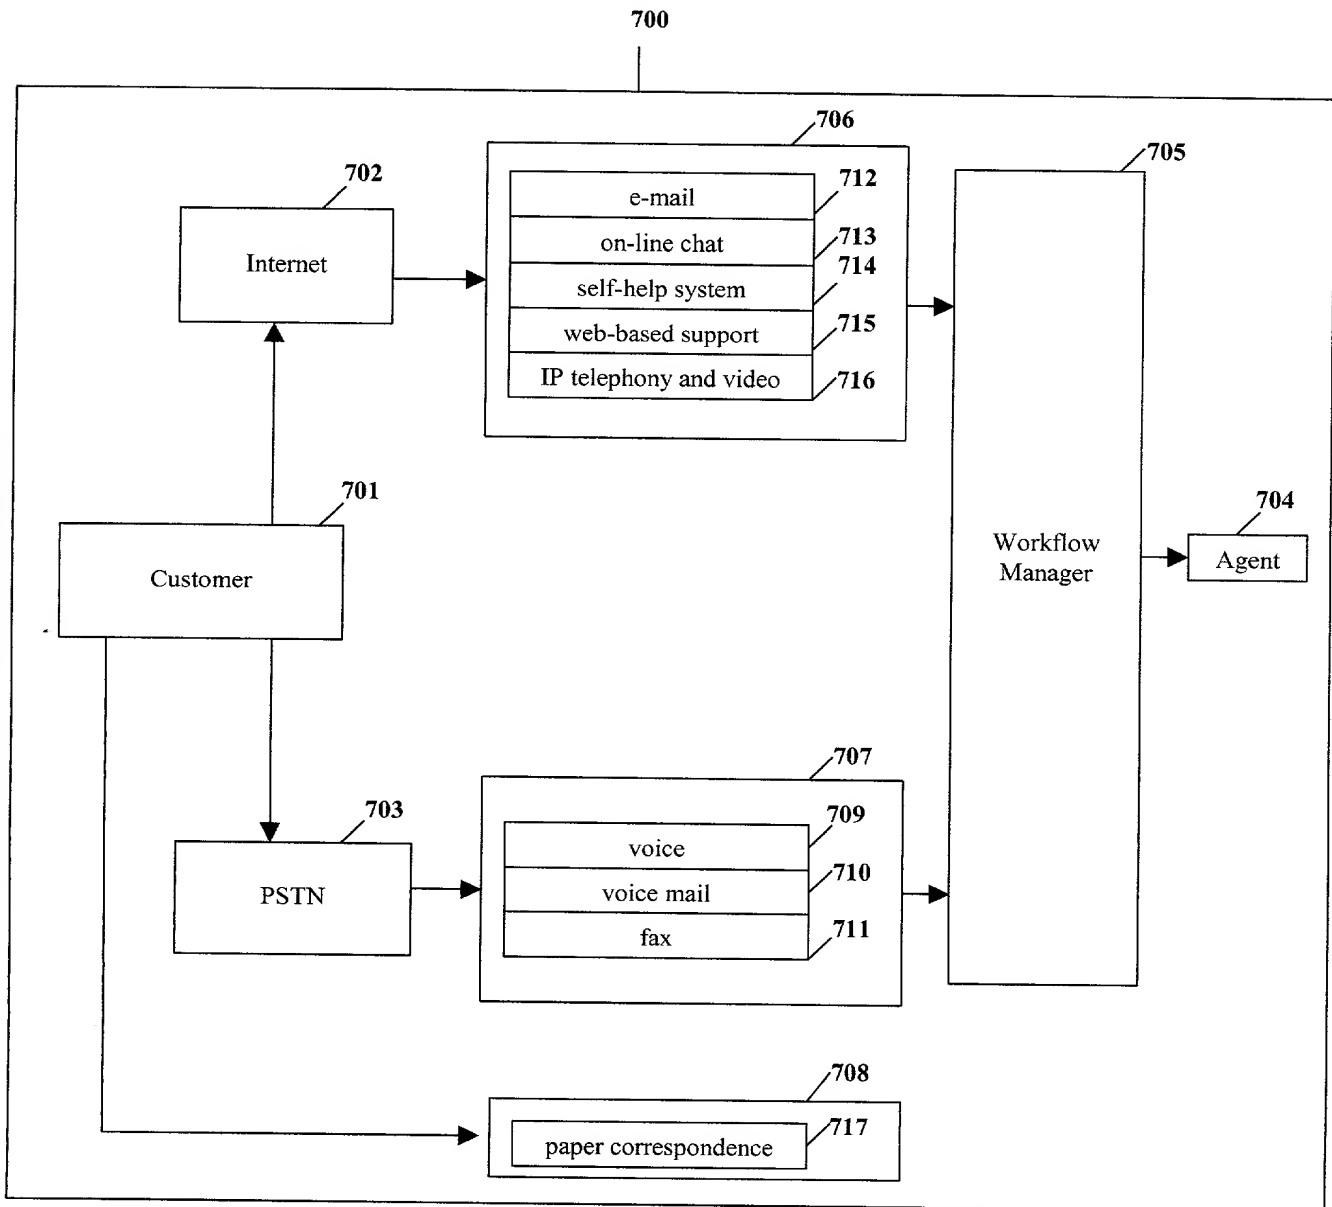 700
706
705
702
712
e-mail
713
on-line chat
Internet
714
self-help system
715
web-based support
716
IP telephony and video
701
704
Customer
Workflow
Manager
Agent
707
703
709
voice
710
PSTN
voice mail
711
fax
708
717
paper correspondence